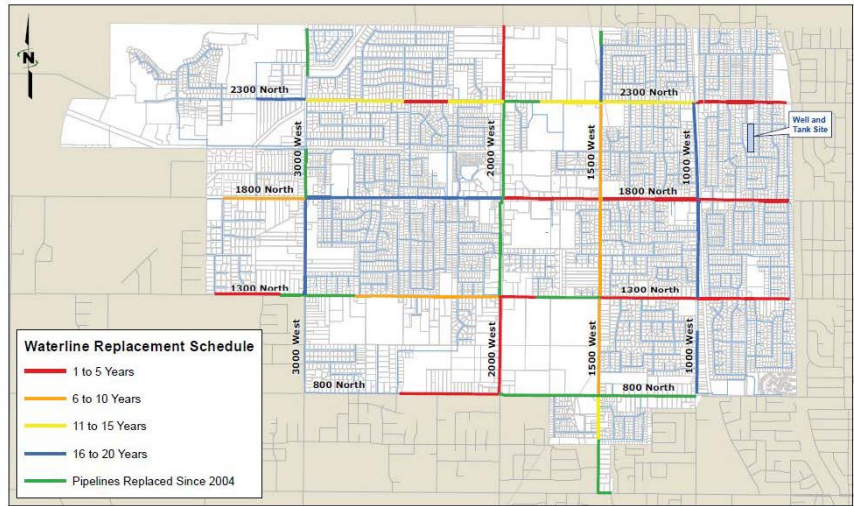 N
2300 North
2300 North
Well and
Tank Site
3000 West
2000 West
1500 West
1000 West
1800 North
1800 North
1300 North
1300 North
3000 West
2000 West
1500 West
1000 West
800 North
800 North
Waterline Replacement Schedule
1 to 5 Years
6 to 10 Years
11 to 15 Years
16 to 20 Years
Pipelines Replaced Since 2004